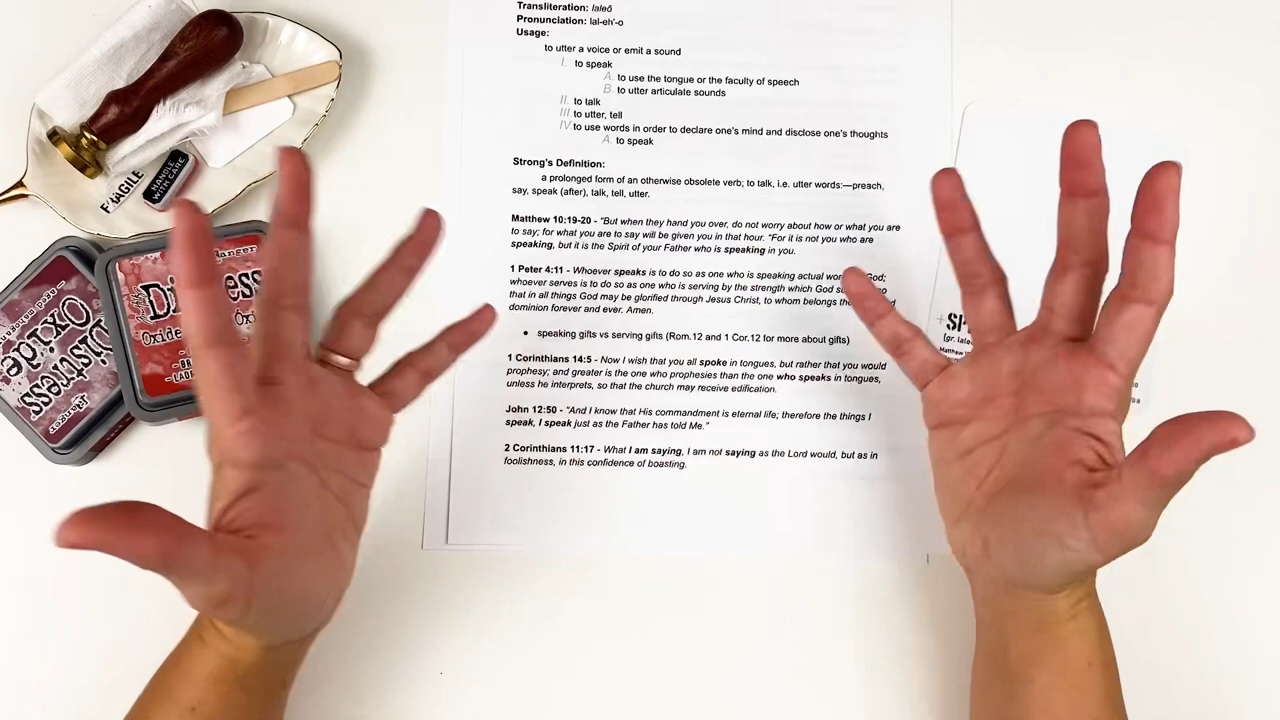 Transliteration: laleō
Pronunciation: lal-eh'-o
Usage:
to utter a voice or emit a sound
I. to speak
A. to use the tongue or the faculty of speech
B. to utter articulate sounds
II. to talk
III. to utter, tell
IV. to use words in order to declare one's mind and disclose one's thoughts
A. to speak
Strong's Definition:
a prolonged form of an otherwise obsolete verb; to talk, i.e. utter words:—preach,
say, speak (after), talk, tell, utter.
Matthew 10:19-20 - "But when they hand you over, do not worry about how or what you are
to say; for what you are to say will be given you in that hour. "For it is not you who are
speaking, but it is the Spirit of your Father who is speaking in you.
1 Peter 4:11 - Whoever speaks is to do so as one who is speaking actual God;
whoever serves is to do so as one who is serving by the strength which God
that in all things God may be glorified through Jesus Christ, to whom belongs
dominion forever and ever. Amen.
• speaking gifts vs serving gifts (Rom.12 and 1 Cor.12 for more about gifts)
1 Corinthians 14:5 - Now I wish that you all spoke in tongues, but rather that you would
prophesy; and greater is the one who prophesies than the one who speaks in tongues,
unless he interprets, so that the church may receive edification.
John 12:50 - "And I know that His commandment is eternal life; therefore the things I
speak, I speak just as the Father has told Me."
2 Corinthians 11:17 - What I am saying, I am not saying as the Lord would, but as in
foolishness, in this confidence of boasting.
FRAGILE
HANDLE
WITH CARE
Distress
Oxide
Ranger
Ranger
[gr. lale
Matthew